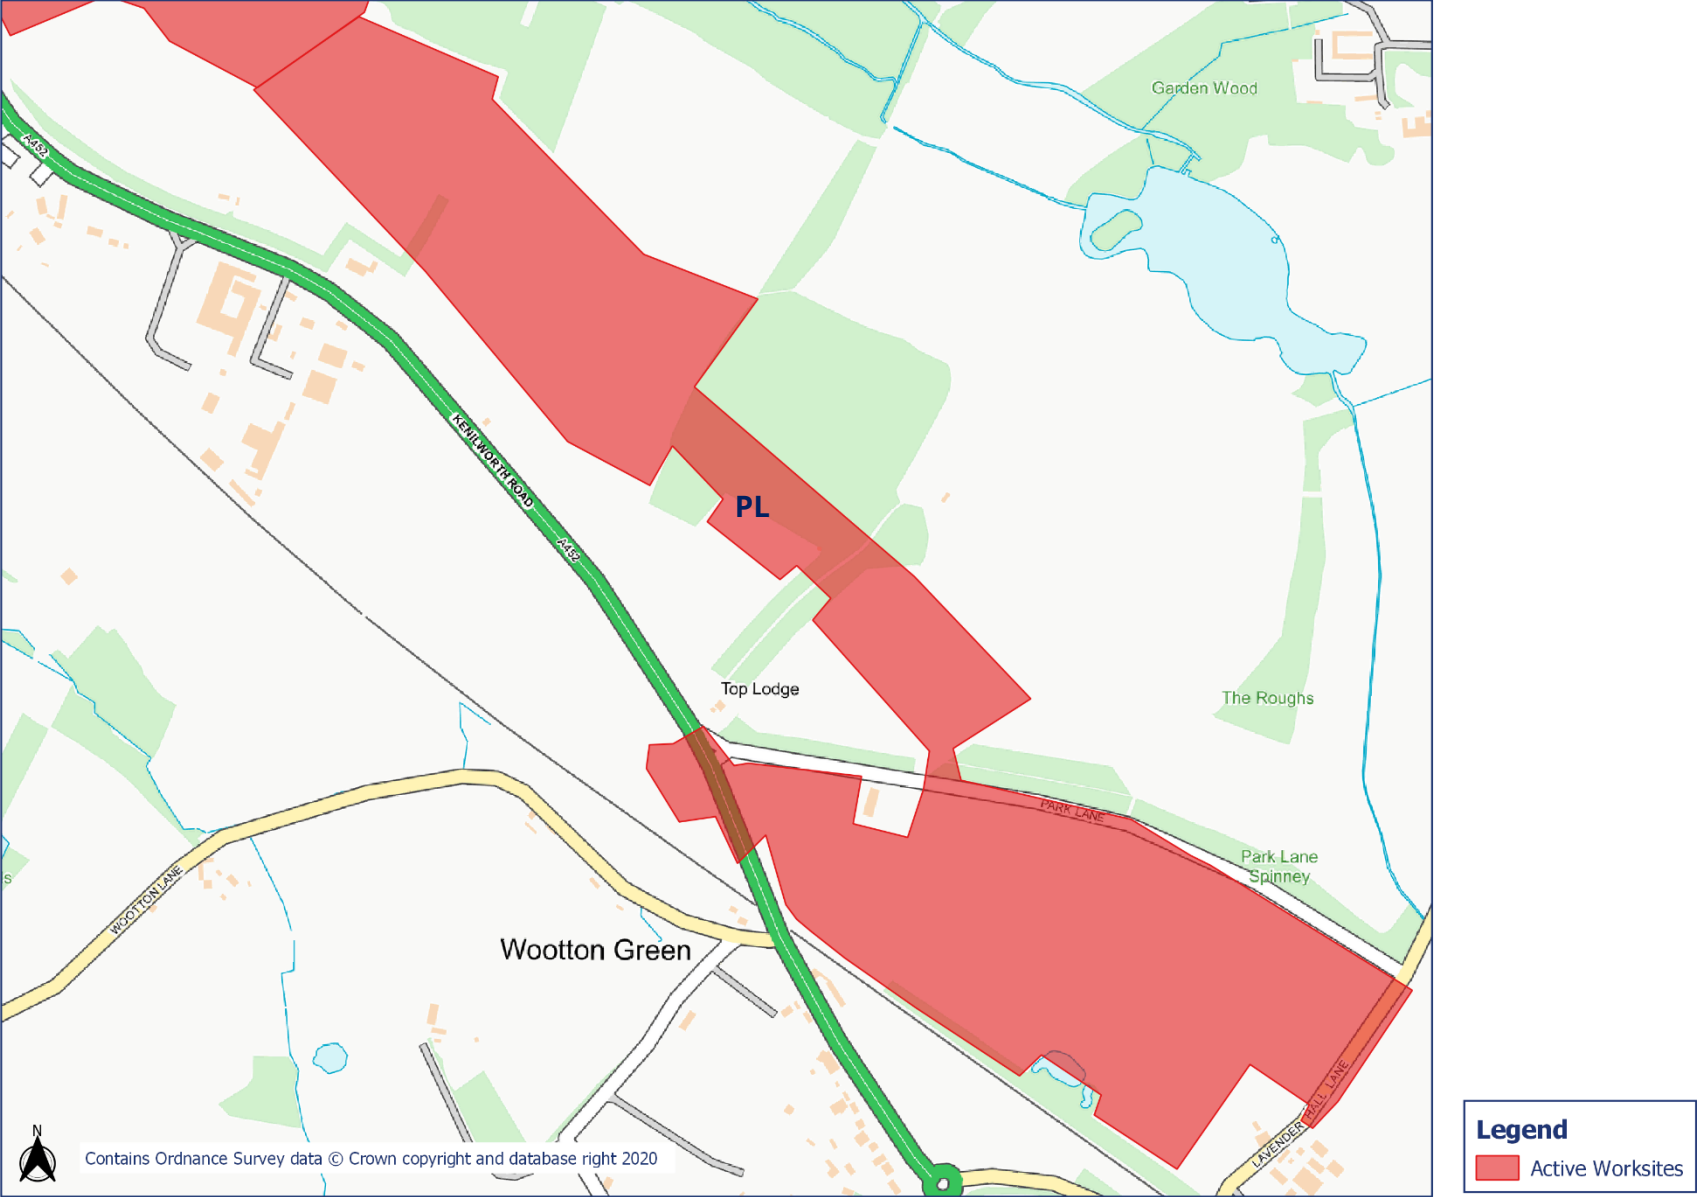 Garden Wood
A452
KENILWORTH ROAD
A452
PL
Top Lodge
The Roughs
PARK LANE
Park Lane
Spinney
s
WOOTTON LANE
Wootton Green
LAVENDER HALL LANE
N
Contains Ordnance Survey data © Crown copyright and database right 2020
Legend
Active Worksites